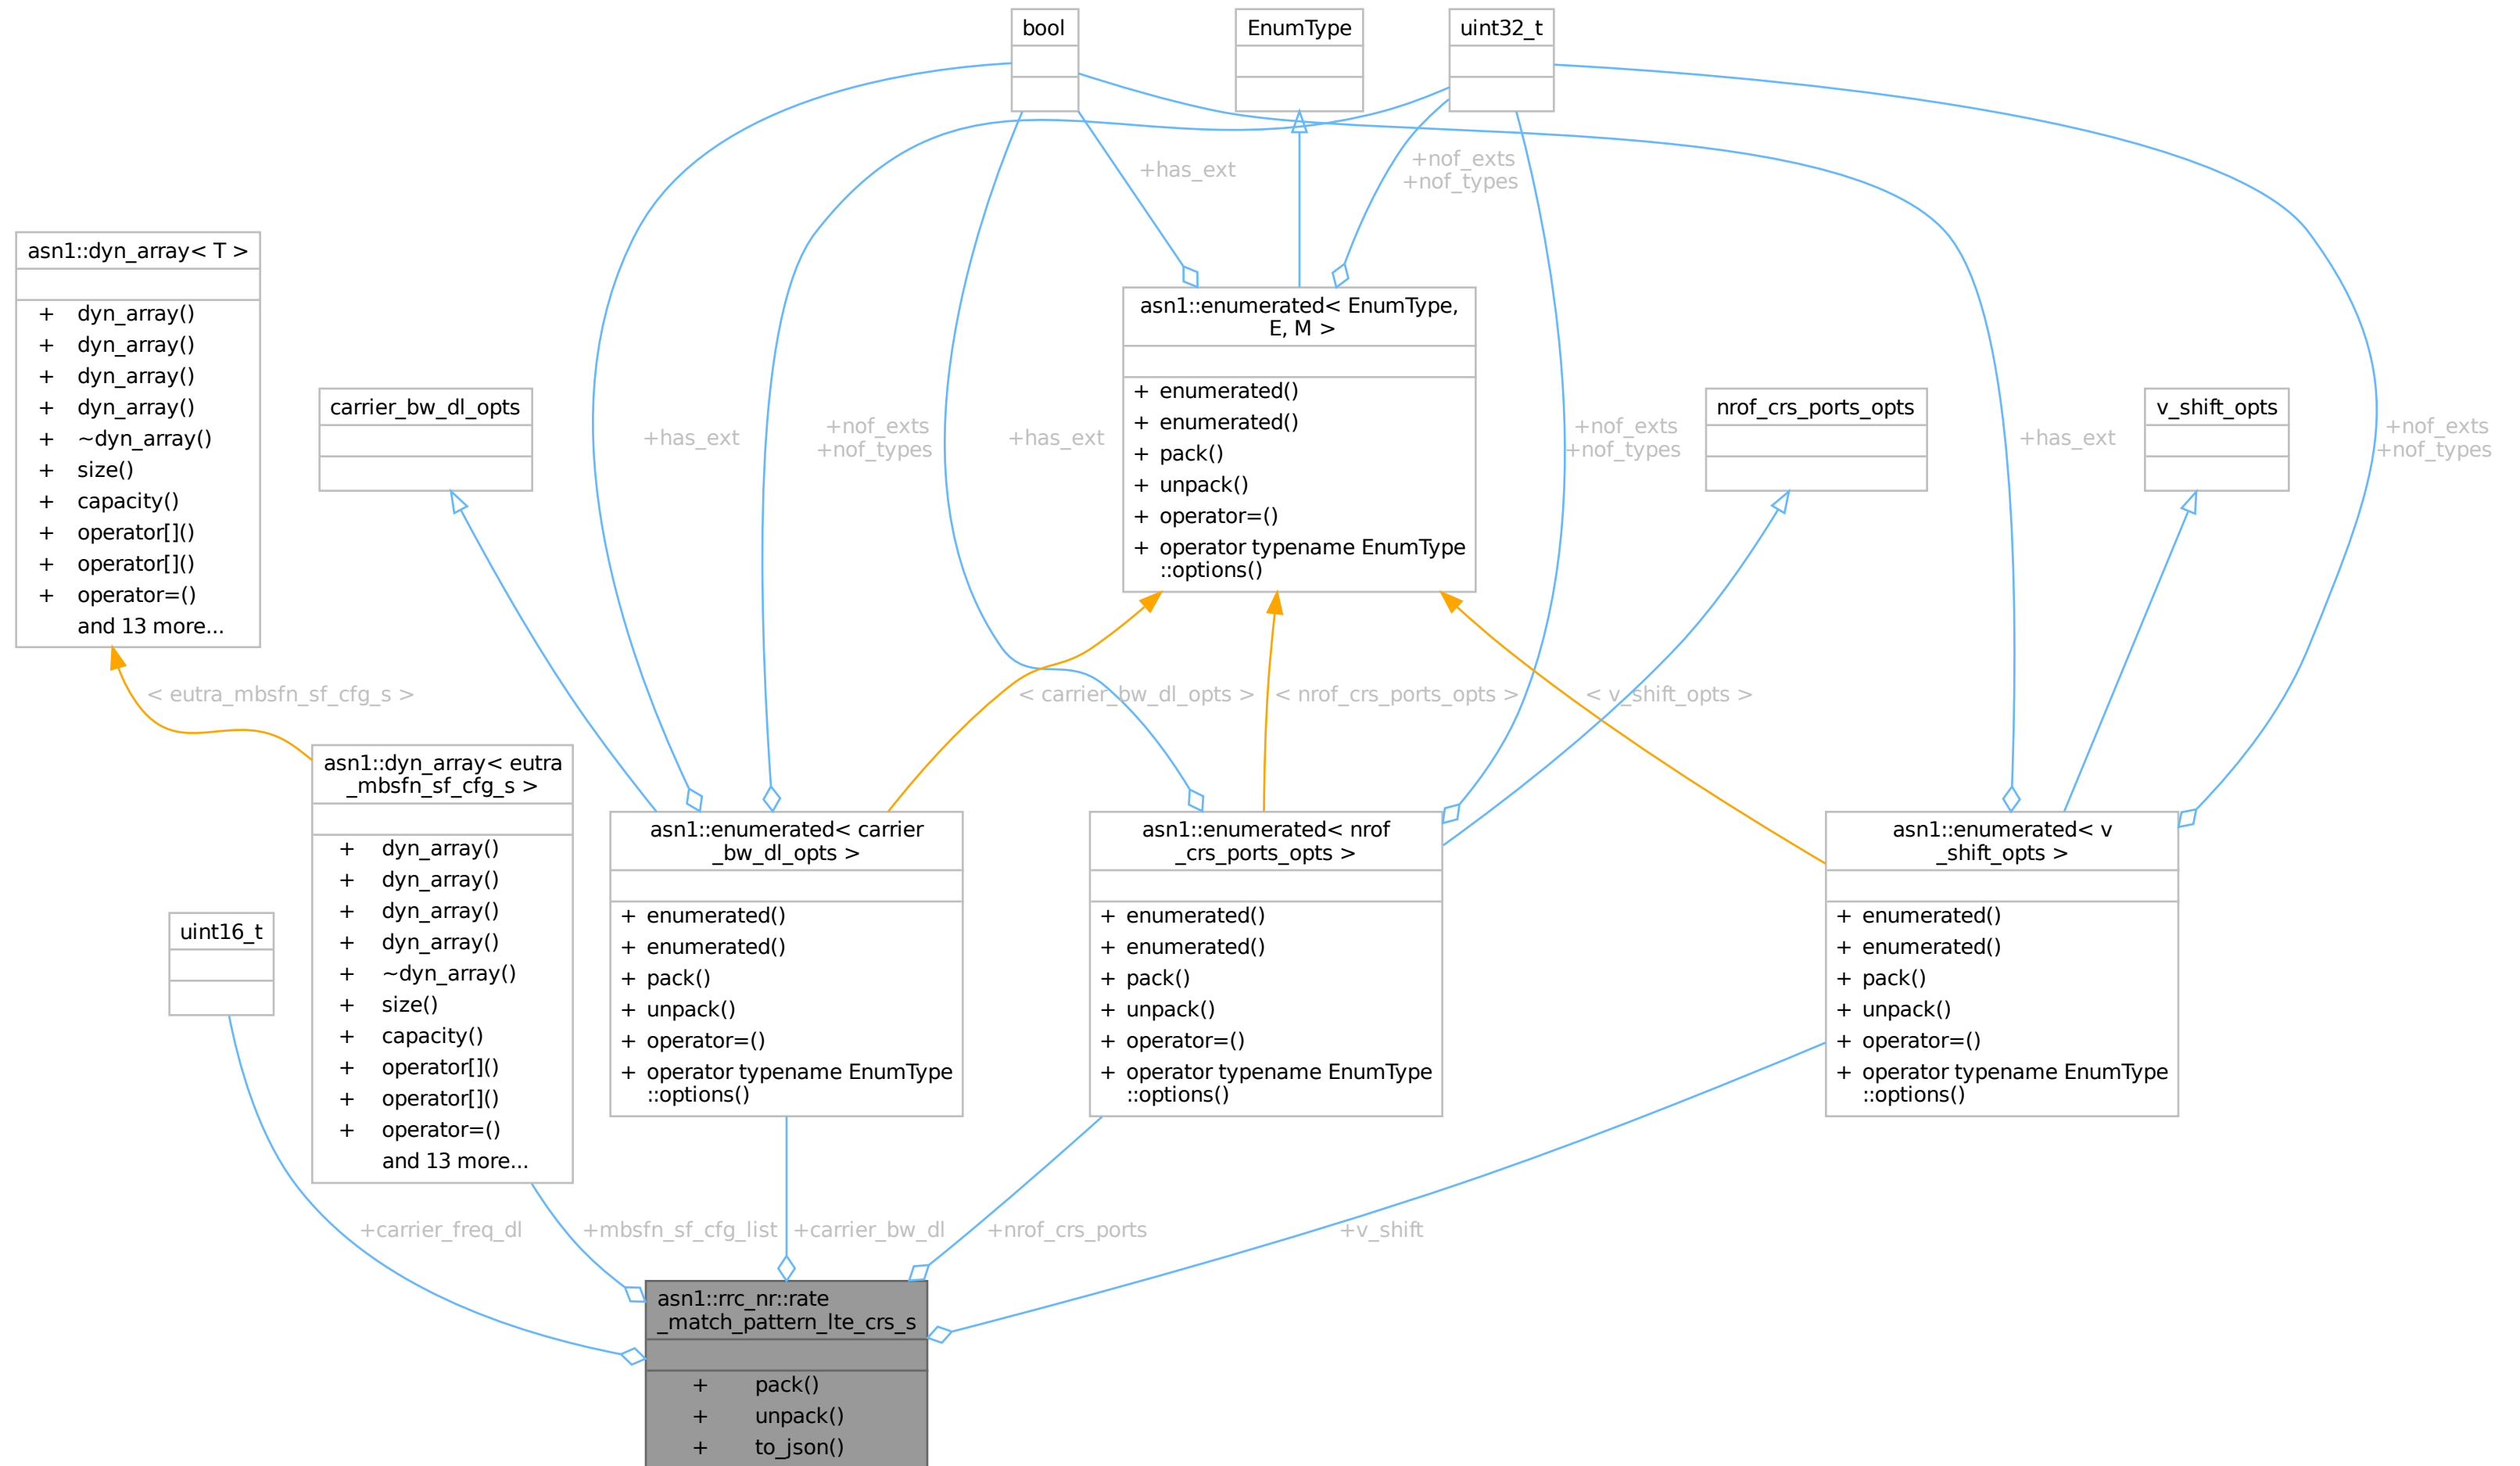 bool
EnumType
uint32_t
+has_ext
+nof_exts
+nof_types
asn1::dyn_array< T >
+ dyn_array()
+ dyn_array()
+ dyn_array()
+ dyn_array()
+ ~dyn_array()
+ size()
+ capacity()
+ operator[]()
+ operator[]()
+ operator=()
and 13 more...
asn1::enumerated< EnumType,
E, M >
+ enumerated()
+ enumerated()
+ pack()
+ unpack()
+ operator=()
+ operator typename EnumType
::options()
carrier_bw_dl_opts
nrof_crs_ports_opts
v_shift_opts
+has_ext
+nof_exts
+nof_types
+has_ext
+nof_exts
+nof_types
+has_ext
+nof_exts
+nof_types
< eutra_mbsfn_sf_cfg_s >
< carrier_bw_dl_opts >
< nrof_crs_ports_opts >
< v_shift_opts >
asn1::dyn_array< eutra
_mbsfn_sf_cfg_s >
+ dyn_array()
+ dyn_array()
+ dyn_array()
+ dyn_array()
+ ~dyn_array()
+ size()
+ capacity()
+ operator[]()
+ operator[]()
+ operator=()
and 13 more...
asn1::enumerated< carrier
_bw_dl_opts >
+ enumerated()
+ enumerated()
+ pack()
+ unpack()
+ operator=()
+ operator typename EnumType
::options()
asn1::enumerated< nrof
_crs_ports_opts >
+ enumerated()
+ enumerated()
+ pack()
+ unpack()
+ operator=()
+ operator typename EnumType
::options()
asn1::enumerated< v
_shift_opts >
+ enumerated()
+ enumerated()
+ pack()
+ unpack()
+ operator=()
+ operator typename EnumType
::options()
uint16_t
+carrier_freq_dl
+mbsfn_sf_cfg_list
+carrier_bw_dl
+nrof_crs_ports
+v_shift
asn1::rrc_nr::rate
_match_pattern_lte_crs_s
+ pack()
+ unpack()
+ to_json()